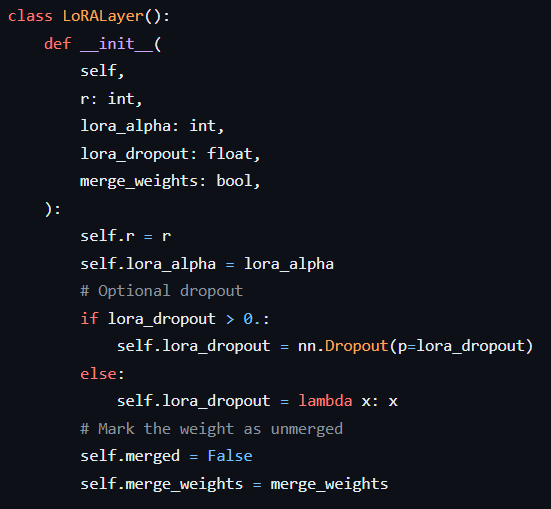 class LoRALayer():
    def __init__(
        self,
        r: int,
        lora_alpha: int,
        lora_dropout: float,
        merge_weights: bool,
    ):
        self.r = r
        self.lora_alpha = lora_alpha
        # Optional dropout
        if lora_dropout > 0.:
            self.lora_dropout = nn.Dropout(p=lora_dropout)
        else:
            self.lora_dropout = lambda x: x
        # Mark the weight as unmerged
        self.merged = False
        self.merge_weights = merge_weights